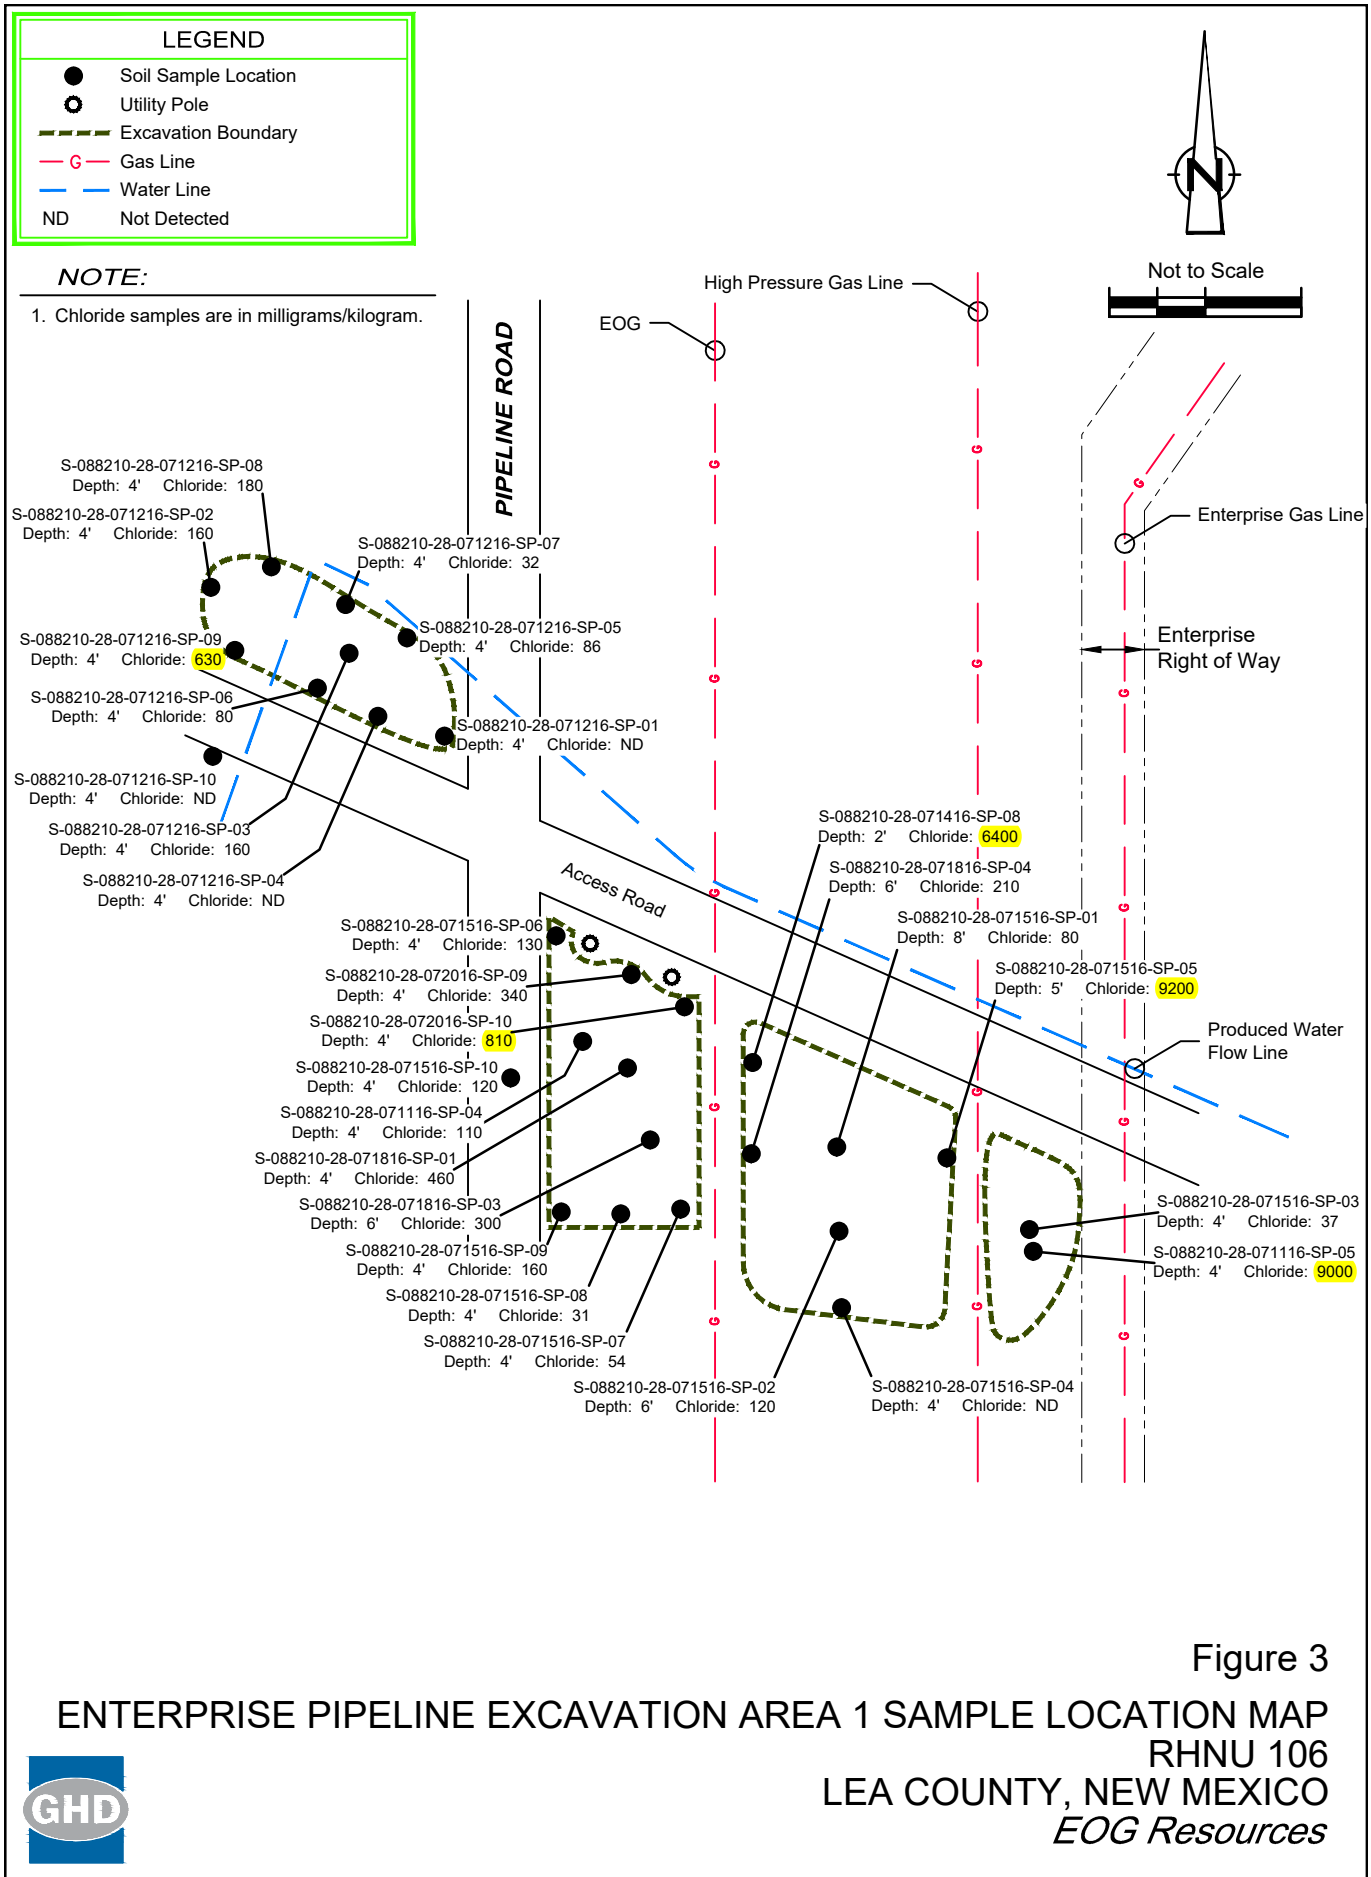 LEGEND
Soil Sample Location
Utility Pole
Excavation Boundary
G Gas Line
Water Line
ND Not Detected
NOTE:
1. Chloride samples are in milligrams/kilogram.
N
Not to Scale
High Pressure Gas Line
EOG
PIPELINE ROAD
G
G
G
Enterprise Gas Line
S-088210-28-071216-SP-08
Depth: 4' Chloride: 180
S-088210-28-071216-SP-02
Depth: 4' Chloride: 160
S-088210-28-071216-SP-07
Depth: 4' Chloride: 32
S-088210-28-071216-SP-05
Depth: 4' Chloride: 86
S-088210-28-071216-SP-09
Depth: 4' Chloride: 630
Enterprise
Right of Way
G
G
G
S-088210-28-071216-SP-06
Depth: 4' Chloride: 80
S-088210-28-071216-SP-01
Depth: 4' Chloride: ND
S-088210-28-071216-SP-10
Depth: 4' Chloride: ND
S-088210-28-071216-SP-03
Depth: 4' Chloride: 160
S-088210-28-071216-SP-04
Depth: 4' Chloride: ND
S-088210-28-071416-SP-08
Depth: 2' Chloride: 6400
S-088210-28-071816-SP-04
Depth: 6' Chloride: 210
Access Road
G
G
S-088210-28-071516-SP-01
Depth: 8' Chloride: 80
S-088210-28-071516-SP-05
Depth: 5' Chloride: 9200
S-088210-28-071516-SP-06
Depth: 4' Chloride: 130
S-088210-28-072016-SP-09
Depth: 4' Chloride: 340
S-088210-28-072016-SP-10
Depth: 4' Chloride: 810
Produced Water
Flow Line
S-088210-28-071516-SP-10
Depth: 4' Chloride: 120
S-088210-28-071116-SP-04
Depth: 4' Chloride: 110
G
G
G
S-088210-28-071816-SP-01
Depth: 4' Chloride: 460
S-088210-28-071816-SP-03
Depth: 6' Chloride: 300
S-088210-28-071516-SP-03
Depth: 4' Chloride: 37
S-088210-28-071516-SP-09
Depth: 4' Chloride: 160
S-088210-28-071116-SP-05
Depth: 4' Chloride: 9000
S-088210-28-071516-SP-08
Depth: 4' Chloride: 31
G
G
G
S-088210-28-071516-SP-07
Depth: 4' Chloride: 54
S-088210-28-071516-SP-02
Depth: 6' Chloride: 120
S-088210-28-071516-SP-04
Depth: 4' Chloride: ND
Figure 3
ENTERPRISE PIPELINE EXCAVATION AREA 1 SAMPLE LOCATION MAP
RHNU 106
LEA COUNTY, NEW MEXICO
EOG Resources
GHD